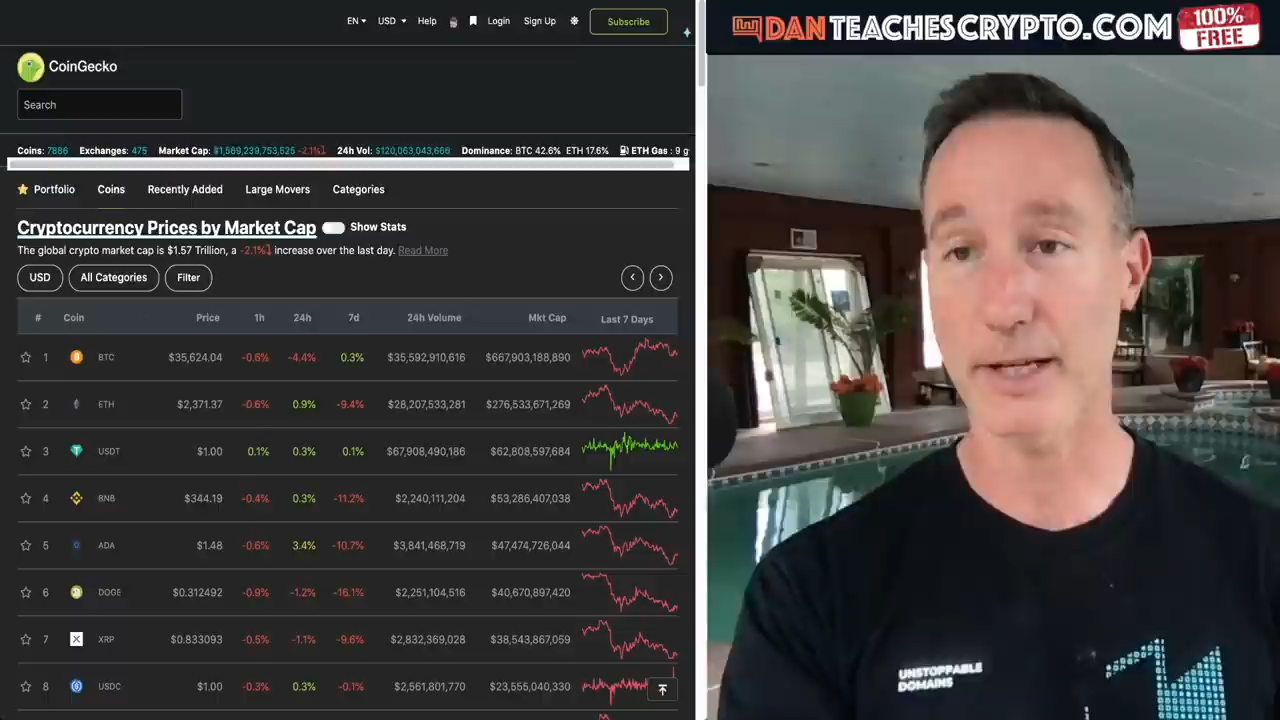 EN USD Help Login Sign Up Subscribe
DANTEACHESCRYPTO.COM 100% FREE
CoinGecko
Search
Coins: 7886 Exchanges: 475 Market Cap: $1,569,239,753,525 -2.1% 24h Vol: $120,063,043,666 Dominance: BTC 42.6% ETH 17.6% ETH Gas : 9 g
Portfolio Coins Recently Added Large Movers Categories
Cryptocurrency Prices by Market Cap Show Stats
The global crypto market cap is $1.57 Trillion, a -2.1% increase over the last day. Read More
USD All Categories Filter
# Coin Price 1h 24h 7d 24h Volume Mkt Cap Last 7 Days
1 BTC $35,624.04 -0.6% -4.4% 0.3% $35,592,910,616 $667,903,188,890
2 ETH $2,371.37 -0.6% 0.9% -9.4% $28,207,533,281 $276,533,671,269
3 USDT $1.00 0.1% 0.3% 0.1% $67,908,490,186 $62,808,597,684
4 BNB $344.19 -0.4% 0.3% -11.2% $2,240,111,204 $53,286,407,038
5 ADA $1.48 -0.6% 3.4% -10.7% $3,841,468,719 $47,474,726,044
6 DOGE $0.312492 -0.9% -1.2% -16.1% $2,251,104,516 $40,670,897,420
7 XRP $0.833093 -0.5% -1.1% -9.6% $2,832,369,028 $38,543,867,059
8 USDC $1.00 -0.3% 0.3% -0.1% $2,561,801,770 $23,555,040,330
UNSTOPPABLE
DOMAINS